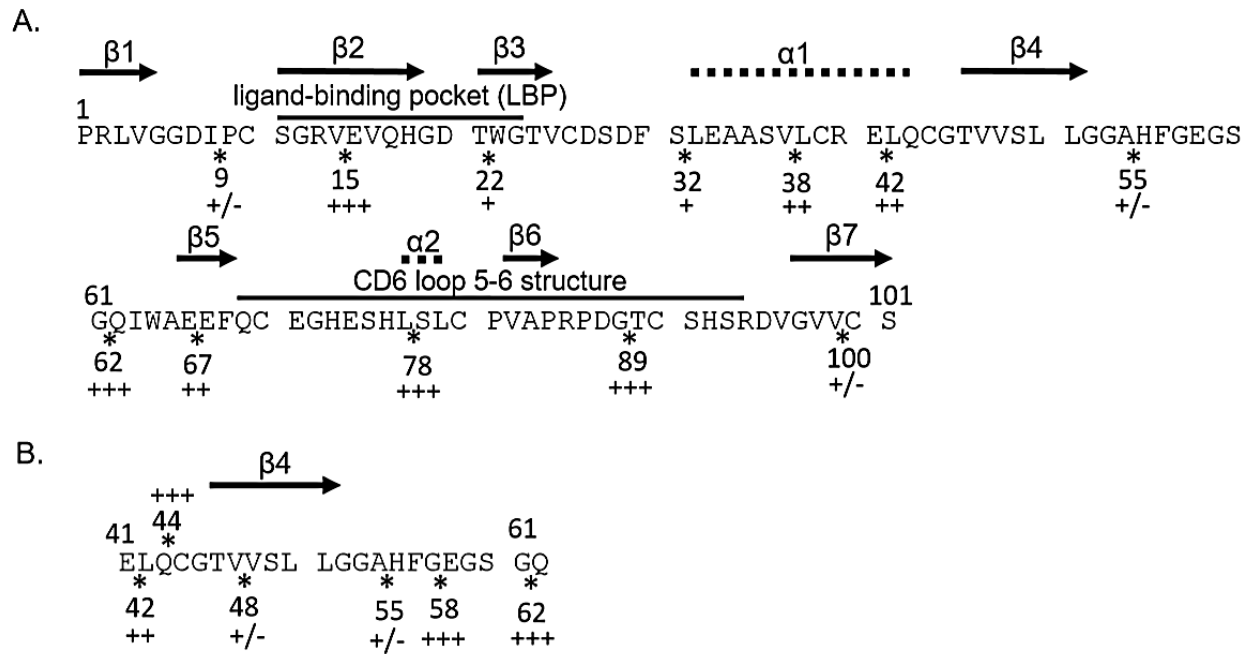 A.
β1 β2 β3 α1 β4
ligand-binding pocket (LBP)
1
PRLVGGDIPC SGRVEVQHGD TWGTVCDSDF SLEAASVLCR ELQCGTVVSL LGGAHFGEGS
* * * * * * *
9 15 22 32 38 42 55
+/- +++ + + ++ ++ +/-
β5 α2 β6 β7
CD6 loop 5-6 structure
61 101
GQIWAEEFQC EGHESHLSLC PVAPRPDGTC SHSRDVGVVC S
* * * * *
62 67 78 89 100
+++ ++ +++ +++ +/-
B.
β4
+++
41 44 61
*
ELQCGTVVSL LGGAHFGEGS GQ
* * * * *
42 48 55 58 62
++ +/- +/- +++ +++